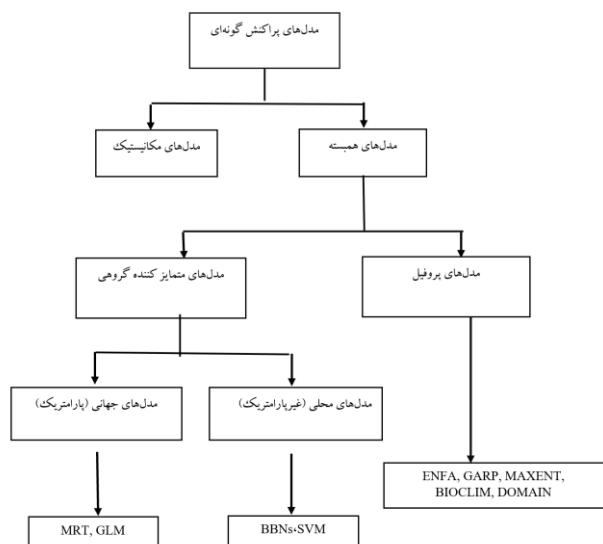 مدل‌های پراکنش گونه‌ای
مدل‌های همبسته
مدل‌های مکانیستیک
مدل‌های پروفیل
مدل‌های متمایز کننده گروهی
مدل‌های محلی (غیرپارامتریک)
مدل‌های جهانی (پارامتریک)
ENFA, GARP, MAXENT,
BIOCLIM, DOMAIN
BBNs،SVM
MRT, GLM